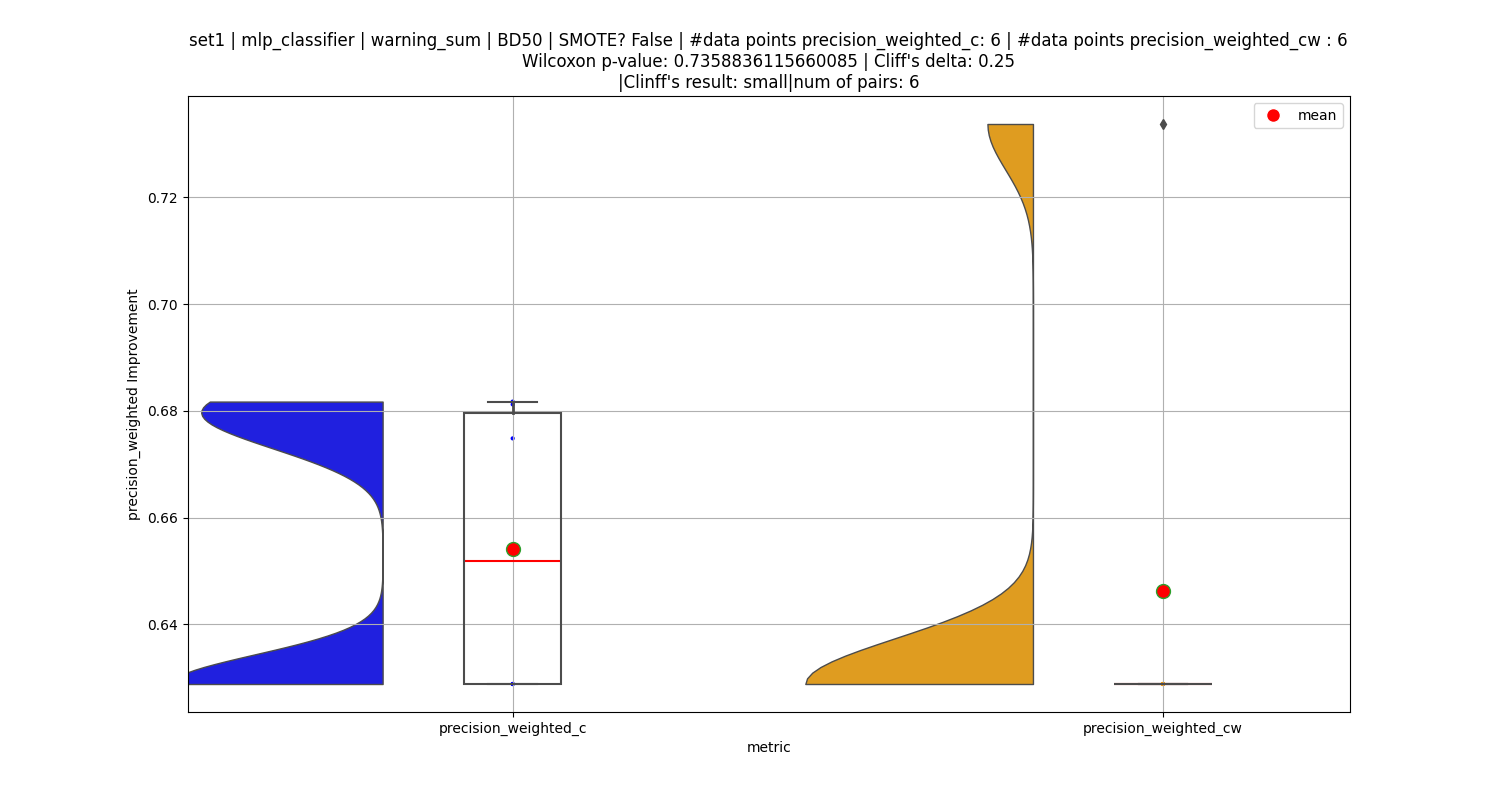 set1 | mlp_classifier | warning_sum | BD50 | SMOTE? False | #data points precision_weighted_c: 6 | #data points precision_weighted_cw : 6
Wilcoxon p-value: 0.7358836115660085 | Cliff's delta: 0.25
|Clinff's result: small|num of pairs: 6
mean
precision_weighted Improvement
0.72
0.70
0.68
0.66
0.64
precision_weighted_c
precision_weighted_cw
metric